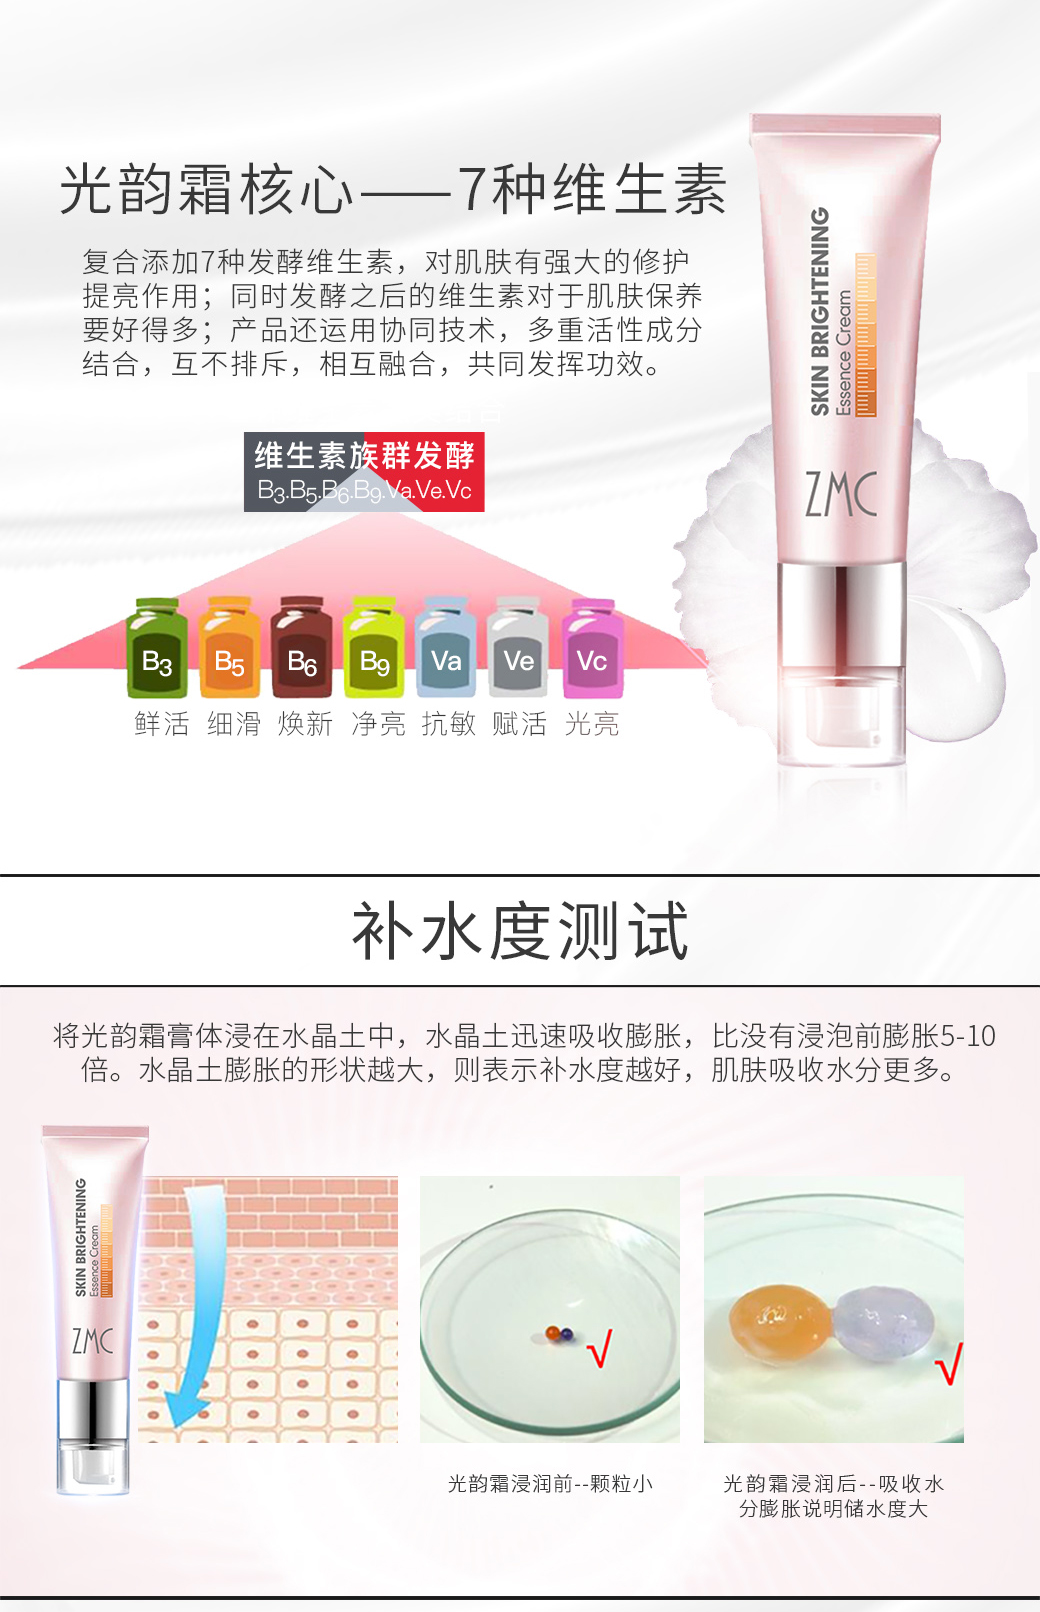 光韵霜核心——7种维生素
复合添加7种发酵维生素，对肌肤有强大的修护
提亮作用；同时发酵之后的维生素对于肌肤保养
要好得多；产品还运用协同技术，多重活性成分
结合，互不排斥，相互融合，共同发挥功效。
维生素族群发酵
B3.B5.B6.B9.Va.Ve.Vc
B3 B5 B6 B9 Va Ve Vc
鲜活 细滑 焕新 净亮 抗敏 赋活 光亮
SKIN BRIGHTENING
Essence Cream
ZMC
补水度测试
将光韵霜膏体浸在水晶土中，水晶土迅速吸收膨胀，比没有浸泡前膨胀5-10
倍。水晶土膨胀的形状越大，则表示补水度越好，肌肤吸收水分更多。
SKIN BRIGHTENING
Essence Cream
ZMC
√
√
光韵霜浸润前--颗粒小
光韵霜浸润后--吸收水
分膨胀说明储水度大